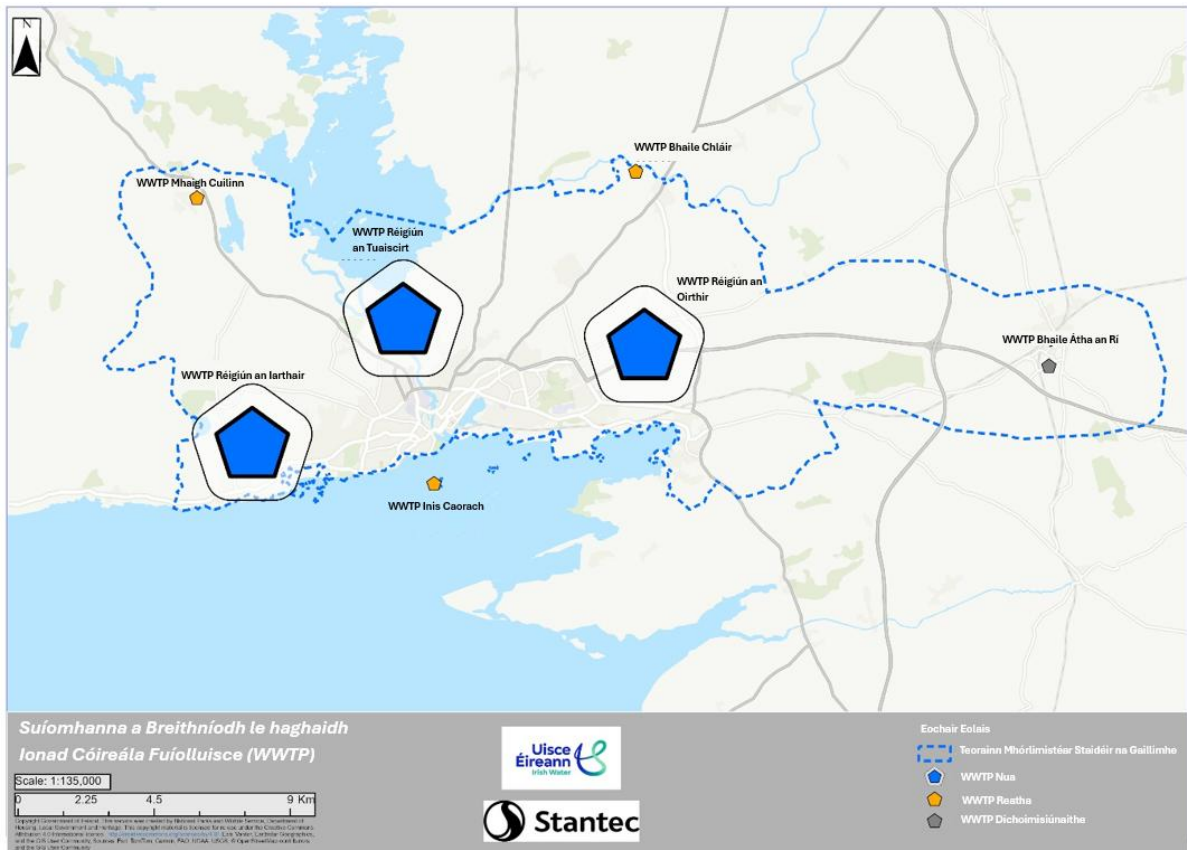 N
WWTP Bhaile Chláir
WWTP Mhaigh Cuilinn
WWTP Réigiún
an Tuaiscirt
WWTP Réigiún an
Oirthir
WWTP Bhaile Átha an Rí
WWTP Réigiún an Iarthair
WWTP Inis Caorach
Suíomhanna a Breithníodh le haghaidh
Ionad Cóireála Fuíolluisce (WWTP)
Scale: 1:135,000
0 2.25 4.5 9 Km
Uisce
Éireann
Irish Water
Stantec
Eochair Eolais
Teorainn Mhórlimistéar Staidéir na Gaillimhe
WWTP Nua
WWTP Reatha
WWTP Díchoimisiúnaithe